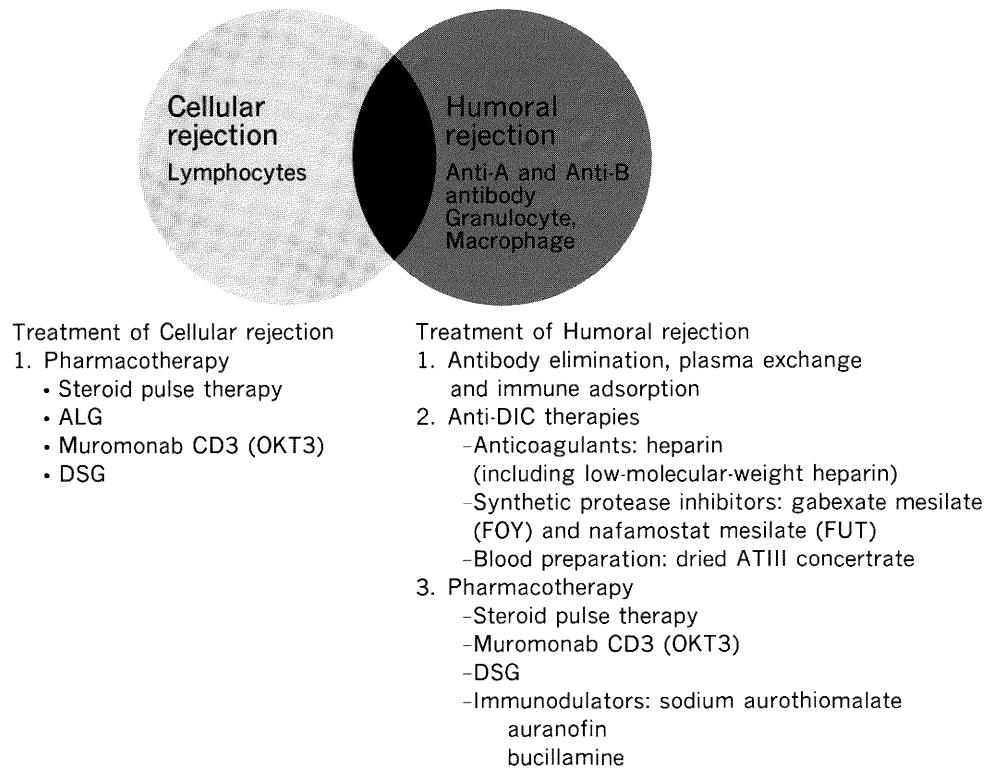 Cellular
rejection
Lymphocytes
Humoral
rejection
Anti-A and Anti-B
antibody
Granulocyte,
Macrophage
Treatment of Cellular rejection
1. Pharmacotherapy
• Steroid pulse therapy
• ALG
• Muromonab CD3 (OKT3)
• DSG
Treatment of Humoral rejection
1. Antibody elimination, plasma exchange
and immune adsorption
2. Anti-DIC therapies
-Anticoagulants: heparin
(including low-molecular-weight heparin)
-Synthetic protease inhibitors: gabexate mesilate
(FOY) and nafamostat mesilate (FUT)
-Blood preparation: dried ATIII concertrate
3. Pharmacotherapy
-Steroid pulse therapy
-Muromonab CD3 (OKT3)
-DSG
-Immunodulators: sodium aurothiomalate
auranofin
bucillamine